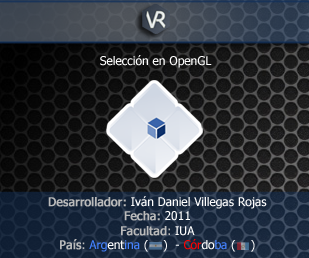 VR
Selección en OpenGL
Desarrollador: Iván Daniel Villegas Rojas
Fecha: 2011
Facultad: IUA
País: Argentina ( ) - Córdoba ( )